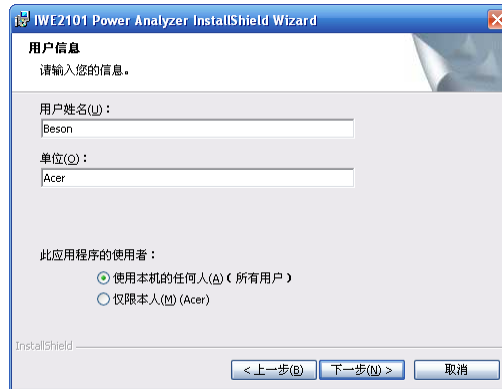 IWE2101 Power Analyzer InstallShield Wizard
用户信息
请输入您的信息。
用户姓名(U)：
Beson
单位(O)：
Acer
此应用程序的使用者：
使用本机的任何人(A)(所有用户)
仅限本人(M)(Acer)
InstallShield
< 上一步(B) 下一步(N) > 取消